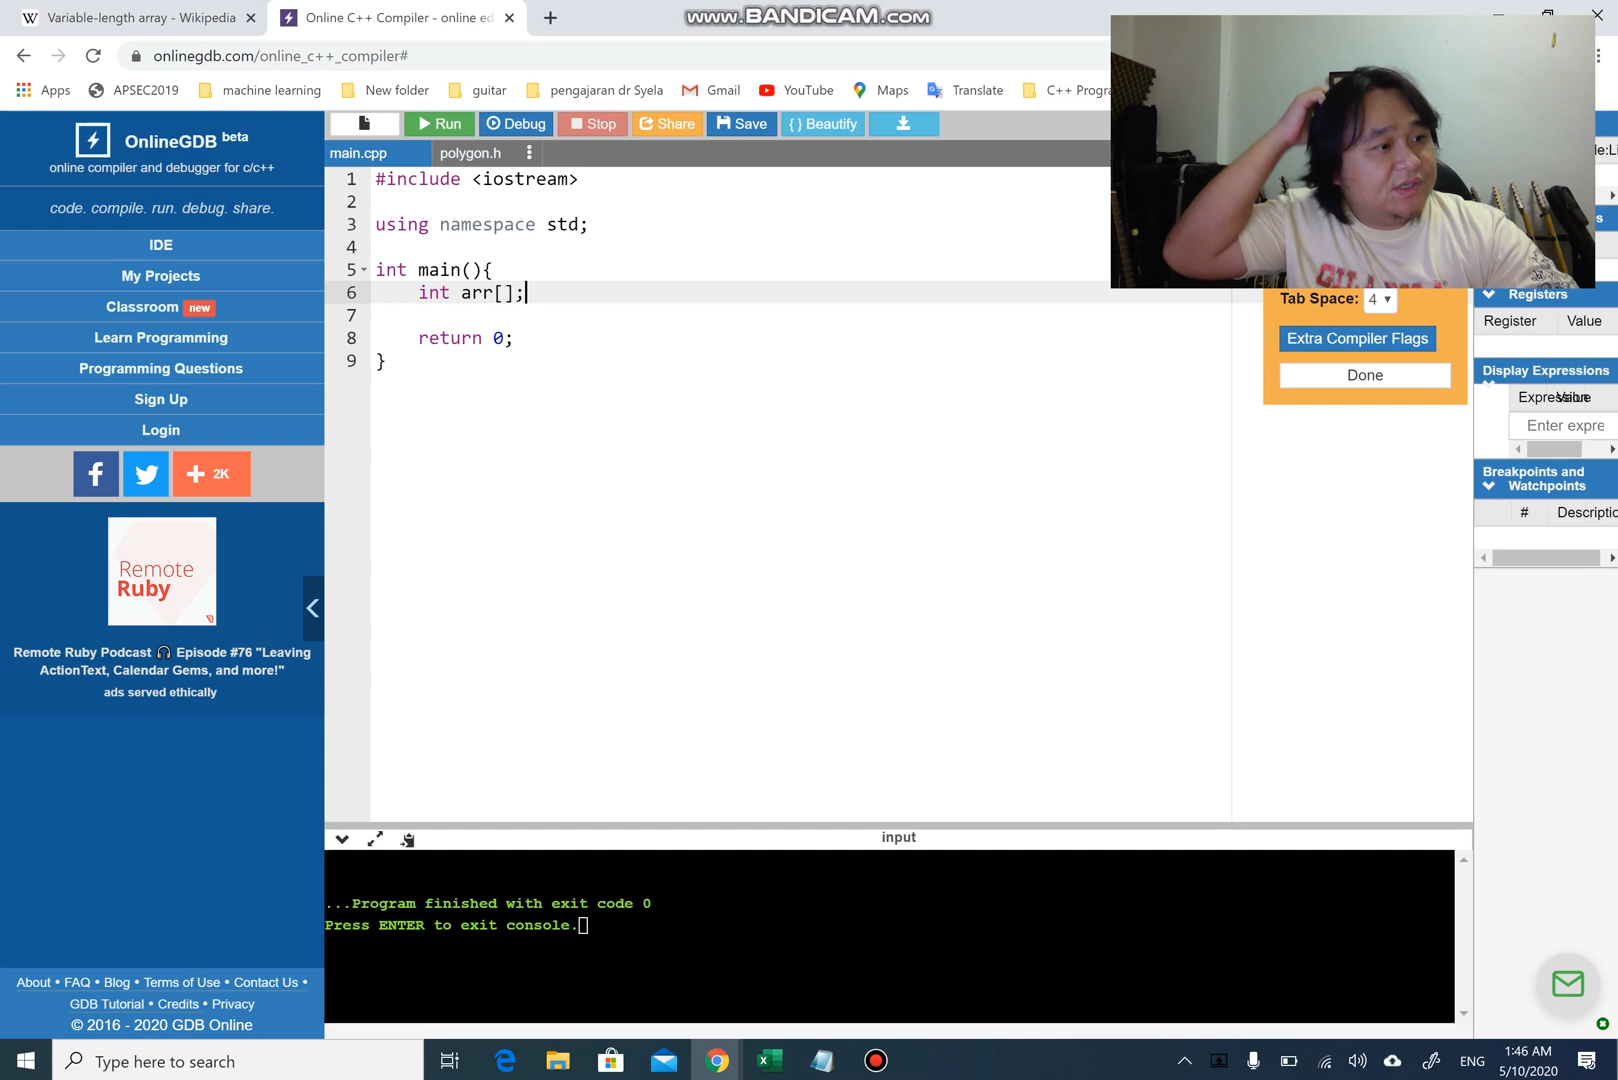 Variable-length array - Wikipedia
Online C++ Compiler - online ed
www.BANDICAM.com
onlinegdb.com/online_c++_compiler#
Apps
APSEC2019
machine learning
New folder
guitar
pengajaran dr Syela
Gmail
YouTube
Maps
Translate
C++ Progra
OnlineGDB beta
online compiler and debugger for c/c++
code. compile. run. debug. share.
IDE
My Projects
Classroom new
Learn Programming
Programming Questions
Sign Up
Login
2K
Remote
Ruby
Remote Ruby Podcast 🎧 Episode #76 "Leaving
ActionText, Calendar Gems, and more!"
ads served ethically
About • FAQ • Blog • Terms of Use • Contact Us •
GDB Tutorial • Credits • Privacy
© 2016 - 2020 GDB Online
Run
Debug
Stop
Share
Save
{ } Beautify
main.cpp
polygon.h
1 #include <iostream>
2
3 using namespace std;
4
5 int main(){
6 int arr[];
7
8 return 0;
9 }
Tab Space: 4
Extra Compiler Flags
Done
Registers
Register Value
Display Expressions
Expression Value
Enter expre
Breakpoints and
Watchpoints
# Descriptio
input
...Program finished with exit code 0
Press ENTER to exit console.
Type here to search
ENG
1:46 AM
5/10/2020